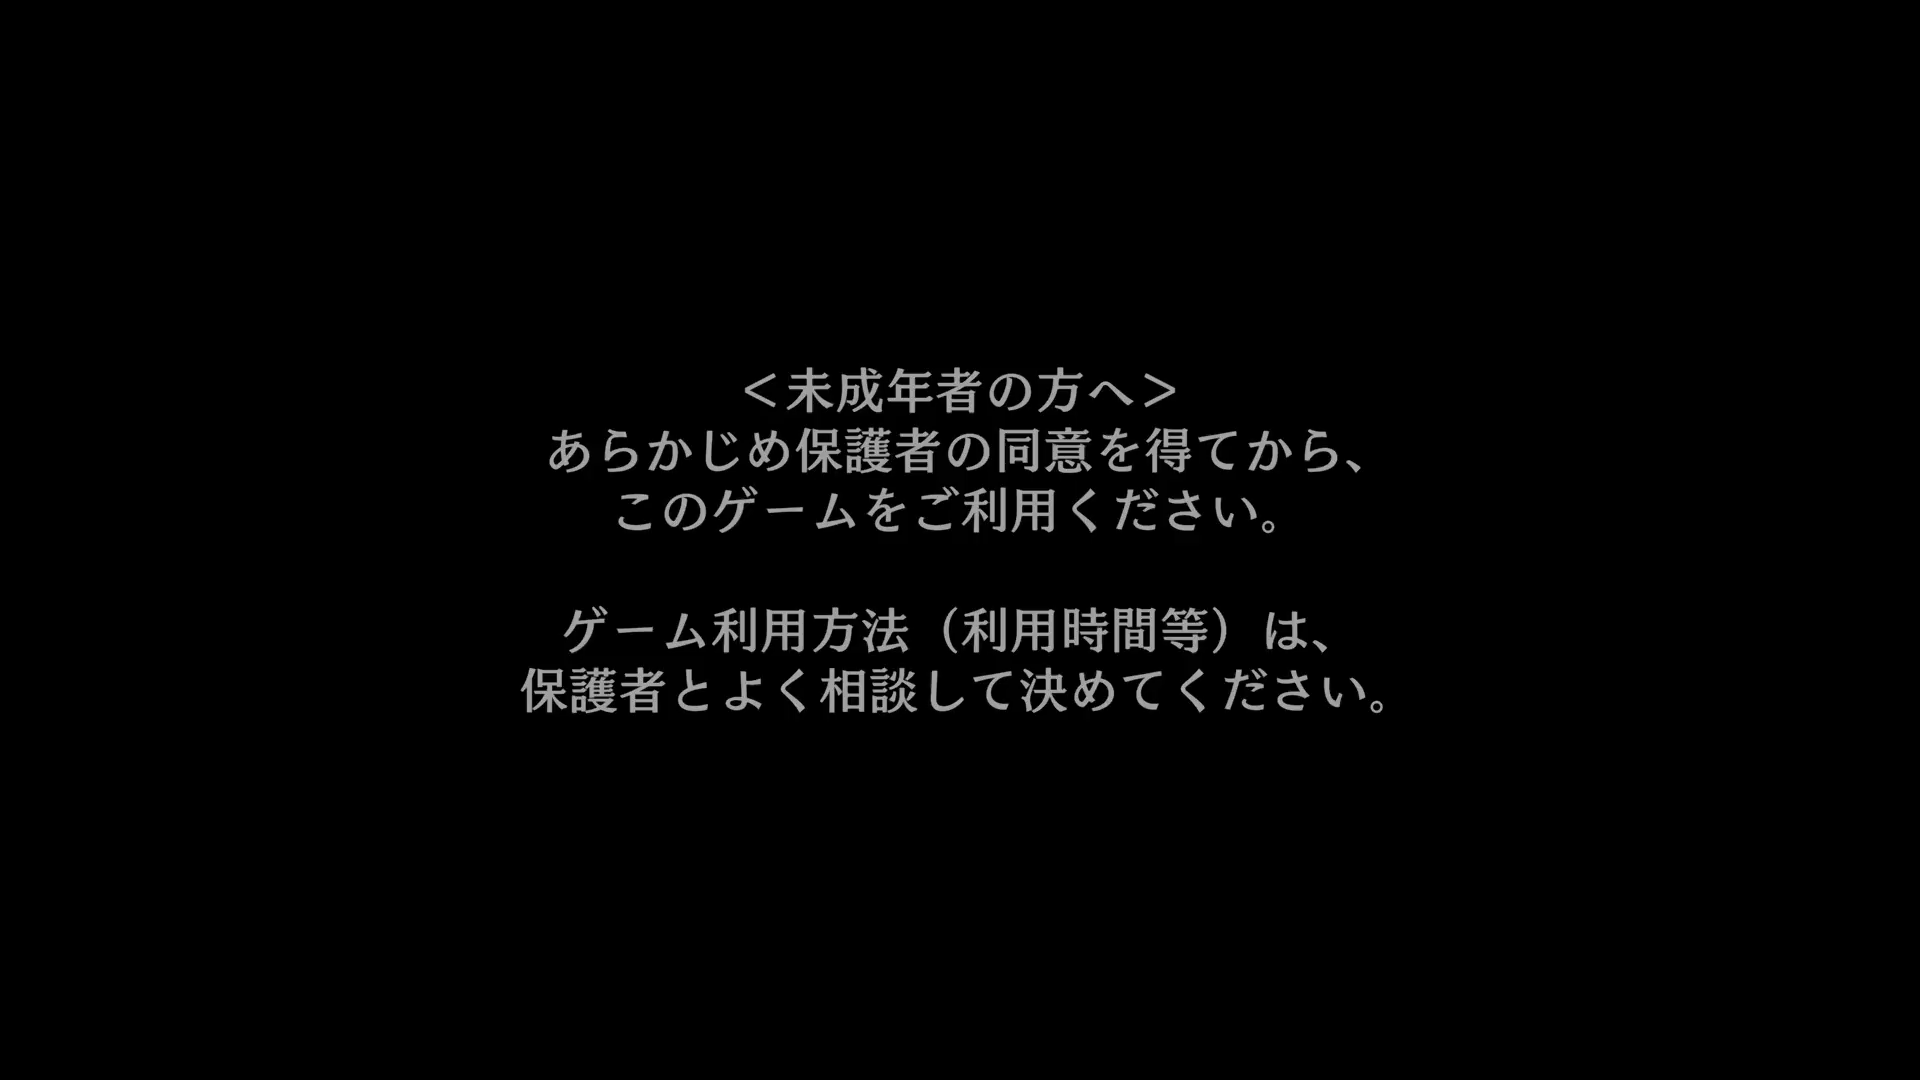 ＜未成年者の方へ＞
あらかじめ保護者の同意を得てから、
このゲームをご利用ください。
ゲーム利用方法（利用時間等）は、
保護者とよく相談して決めてください。